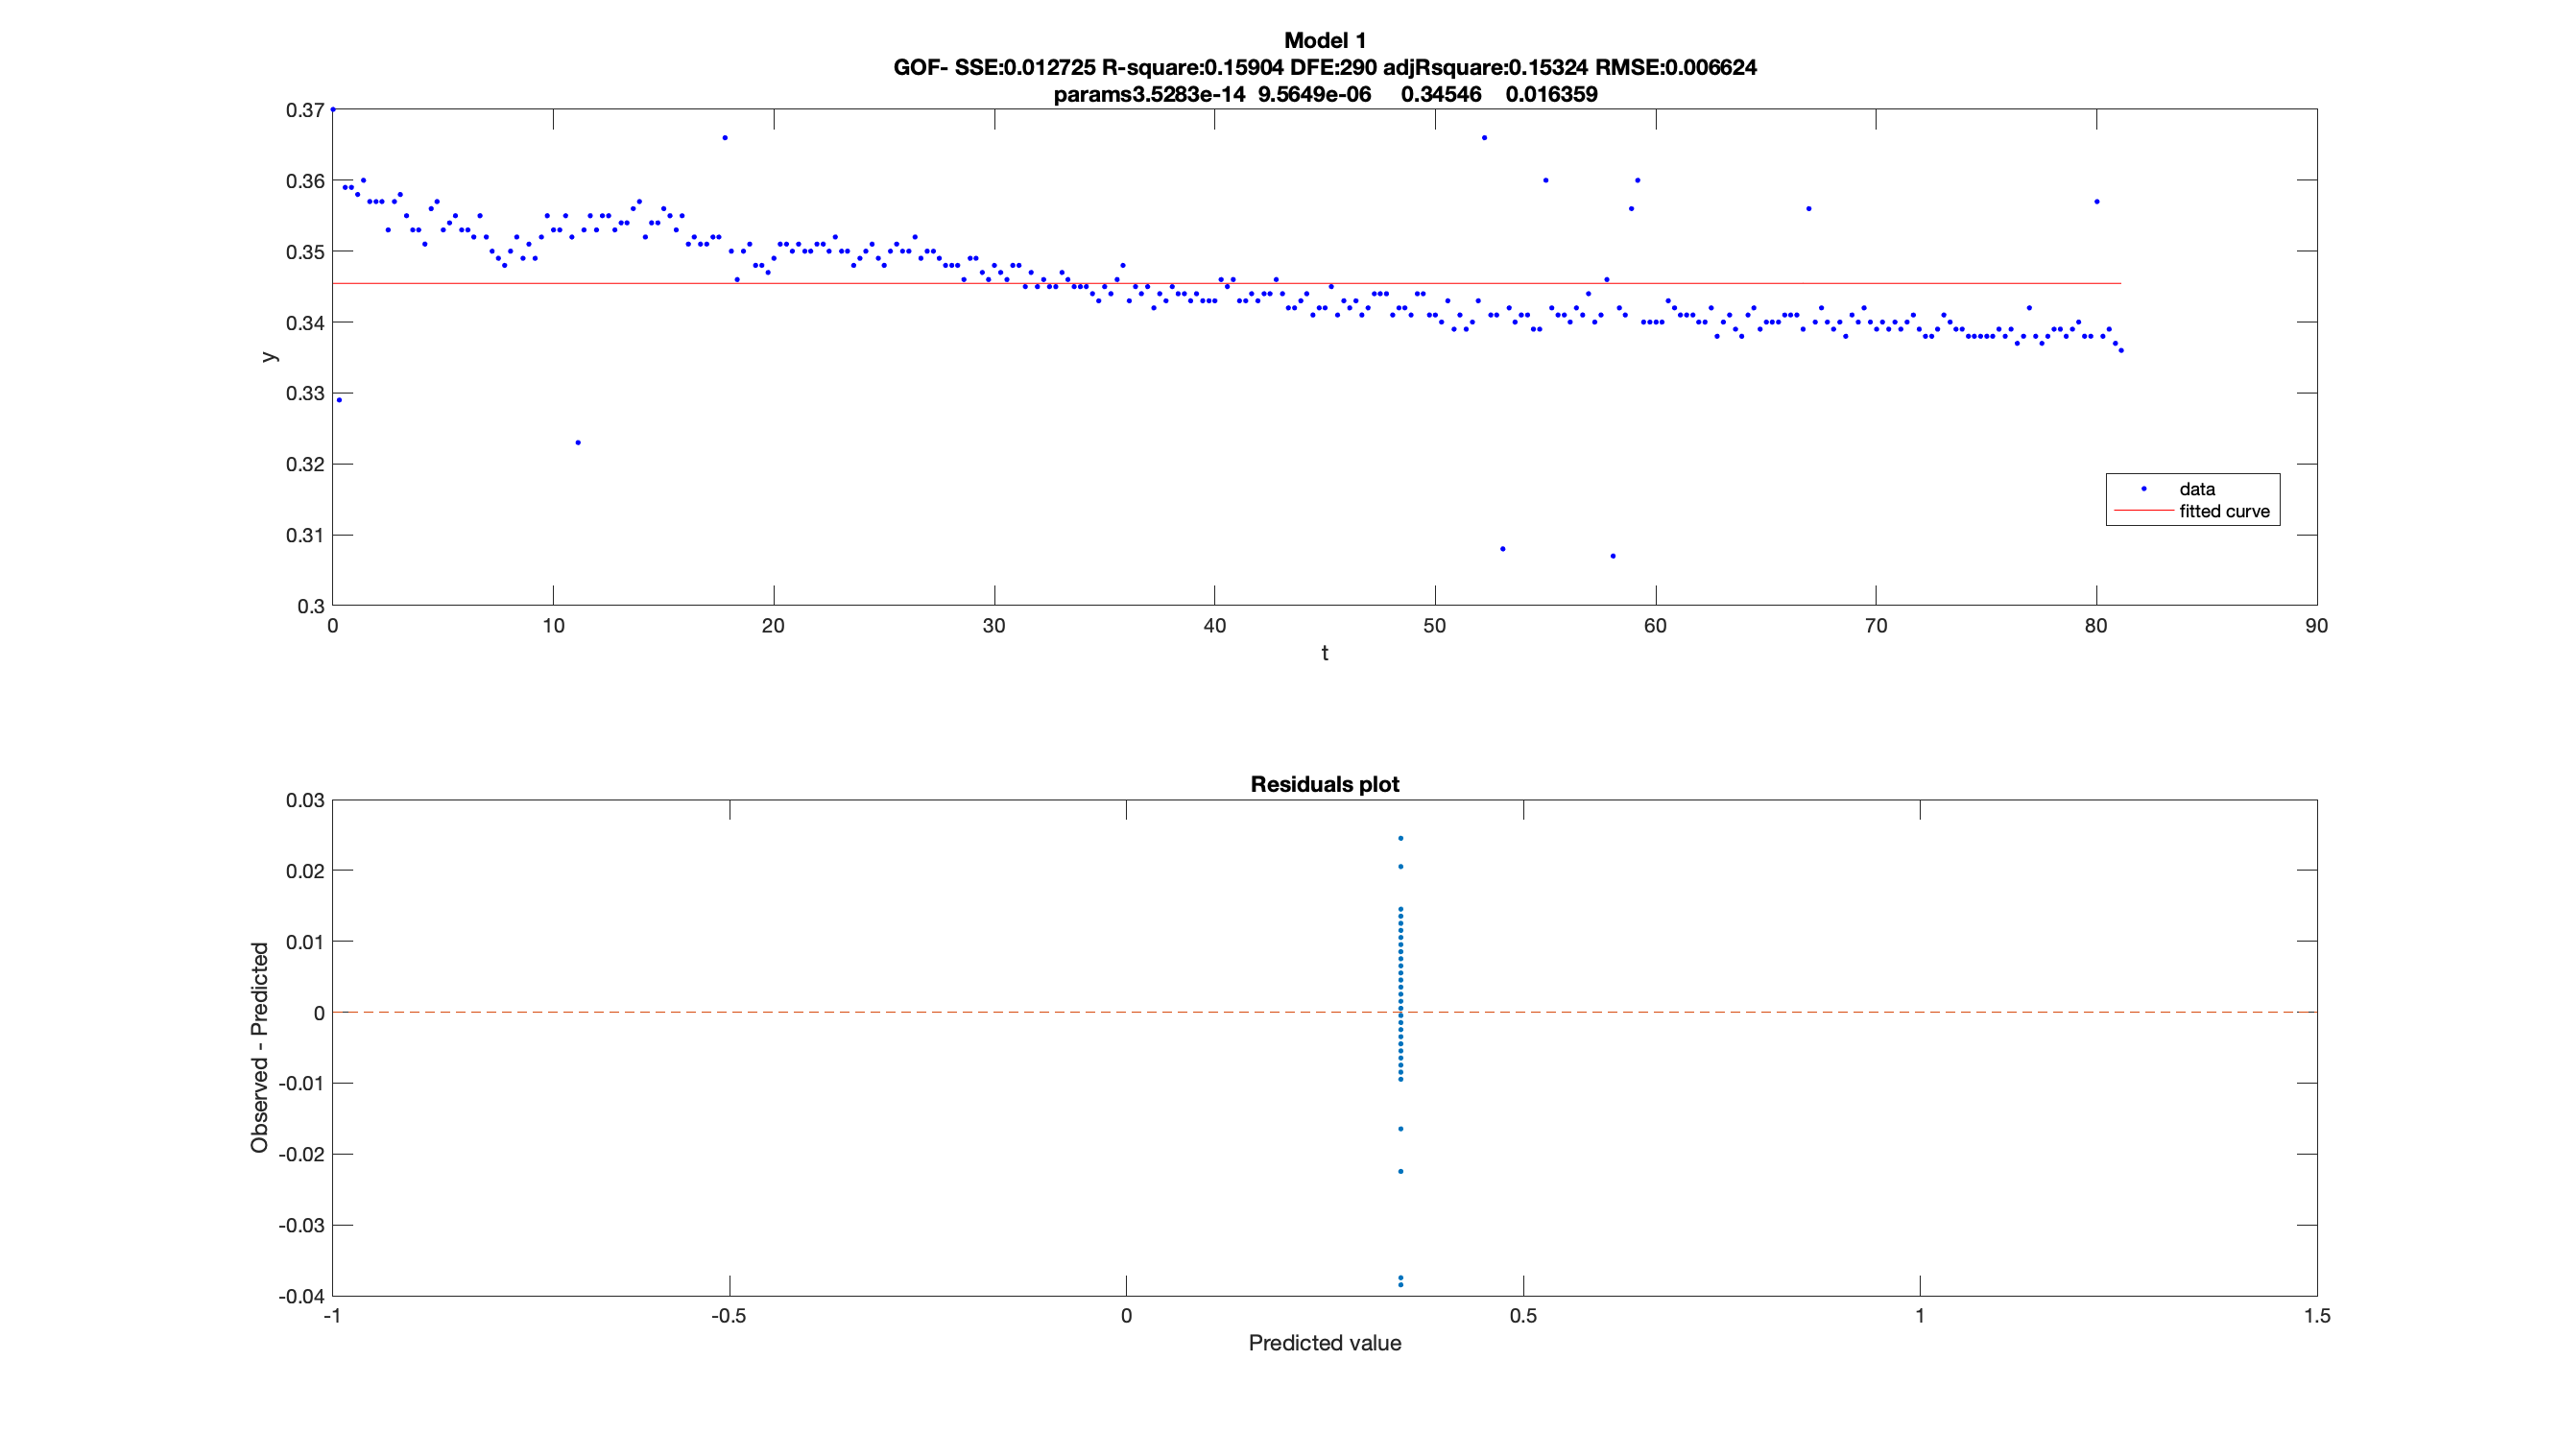 Model 1
GOF- SSE:0.012725 R-square:0.15904 DFE:290 adjRsquare:0.15324 RMSE:0.006624
params3.5283e-14 9.5649e-06 0.34546 0.016359
0.37
0.36
0.35
0.34
0.33
0.32
0.31
0.3
y
data
fitted curve
0 10 20 30 40 50 60 70 80 90
t
Residuals plot
0.03
0.02
0.01
0
-0.01
-0.02
-0.03
-0.04
Observed - Predicted
-1 -0.5 0 0.5 1 1.5
Predicted value